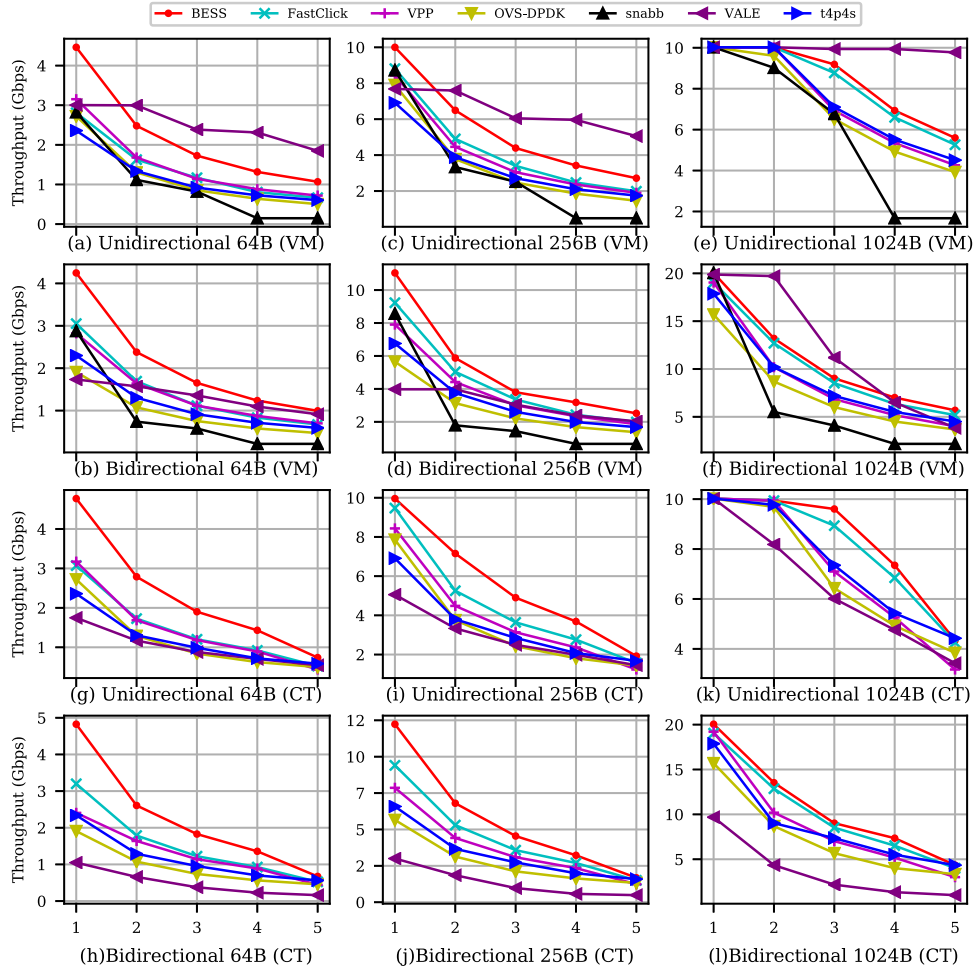 BESS FastClick VPP OVS-DPDK snabb VALE t4p4s
Throughput (Gbps)
4
3
2
1
0
(a) Unidirectional 64B (VM)
10
8
6
4
2
(c) Unidirectional 256B (VM)
10
8
6
4
2
(e) Unidirectional 1024B (VM)
Throughput (Gbps)
4
3
2
1
(b) Bidirectional 64B (VM)
10
8
6
4
2
(d) Bidirectional 256B (VM)
20
15
10
5
(f) Bidirectional 1024B (VM)
Throughput (Gbps)
4
3
2
1
(g) Unidirectional 64B (CT)
10
8
6
4
2
(i) Unidirectional 256B (CT)
10
8
6
4
(k) Unidirectional 1024B (CT)
Throughput (Gbps)
5
4
3
2
1
0
1 2 3 4 5
(h)Bidirectional 64B (CT)
12
10
7
5
2
0
1 2 3 4 5
(j)Bidirectional 256B (CT)
20
15
10
5
1 2 3 4 5
(l)Bidirectional 1024B (CT)